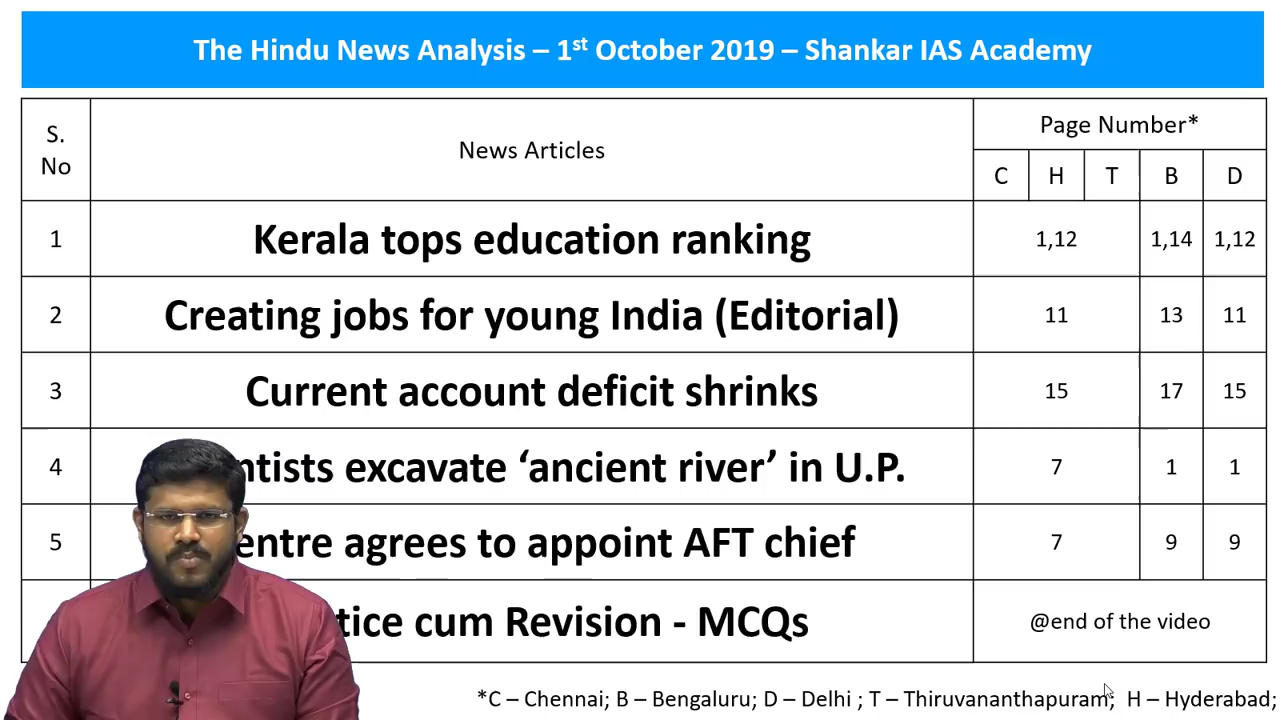 The Hindu News Analysis – 1st October 2019 – Shankar IAS Academy
S. No
News Articles
Page Number*
C H T B D
1 Kerala tops education ranking 1,12 1,14 1,12
2 Creating jobs for young India (Editorial) 11 13 11
3 Current account deficit shrinks 15 17 15
4 excavate ‘ancient river’ in U.P. 7 1 1
5 agrees to appoint AFT chief 7 9 9
cum Revision - MCQs @end of the video
*C – Chennai; B – Bengaluru; D – Delhi ; T – Thiruvananthapuram; H – Hyderabad;